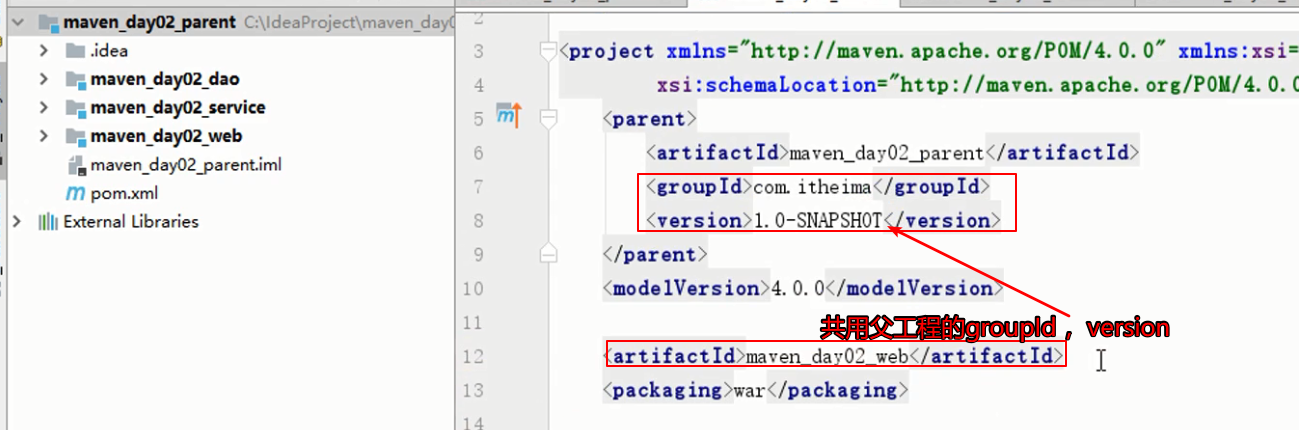 maven_day02_parent C:\IdeaProject\maven_day0
.idea
maven_day02_dao
maven_day02_service
maven_day02_web
maven_day02_parent.iml
pom.xml
External Libraries
2
3 <project xmlns="http://maven.apache.org/POM/4.0.0" xmlns:xsi=
4 xsi:schemaLocation="http://maven.apache.org/POM/4.0.0
5 <parent>
6 <artifactId>maven_day02_parent</artifactId>
7 <groupId>com.itheima</groupId>
8 <version>1.0-SNAPSHOT</version>
9 </parent>
10 <modelVersion>4.0.0</modelVersion>
11
共用父工程的groupId ，version
12 <artifactId>maven_day02_web</artifactId>
13 <packaging>war</packaging>
14